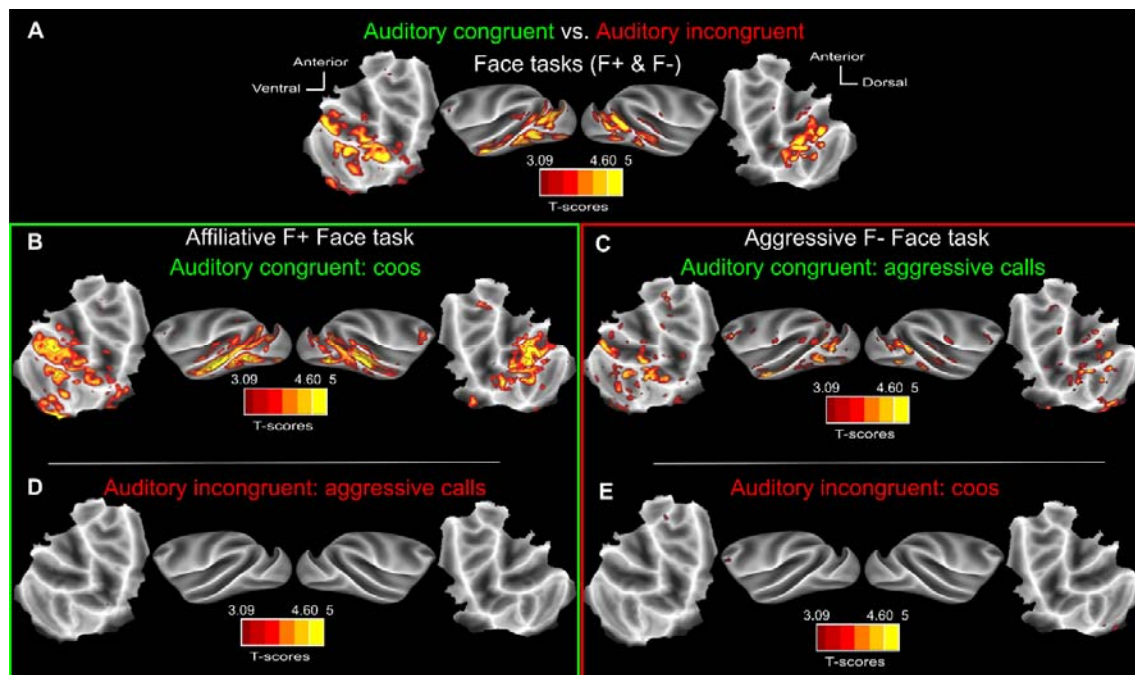 A
Auditory congruent vs. Auditory incongruent
Face tasks (F+ & F-)
Anterior
Ventral
Anterior
Dorsal
3.09 4.60 5
T-scores
B
Affiliative F+ Face task
Auditory congruent: coos
3.09 4.60 5
T-scores
C
Aggressive F- Face task
Auditory congruent: aggressive calls
3.09 4.60 5
T-scores
D
Auditory incongruent: aggressive calls
3.09 4.60 5
T-scores
E
Auditory incongruent: coos
3.09 4.60 5
T-scores